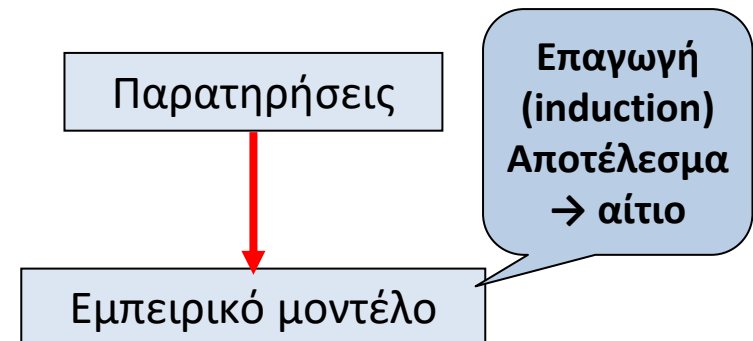 Παρατηρήσεις
Επαγωγή
(induction)
Αποτέλεσμα
→ αίτιο
Εμπειρικό μοντέλο